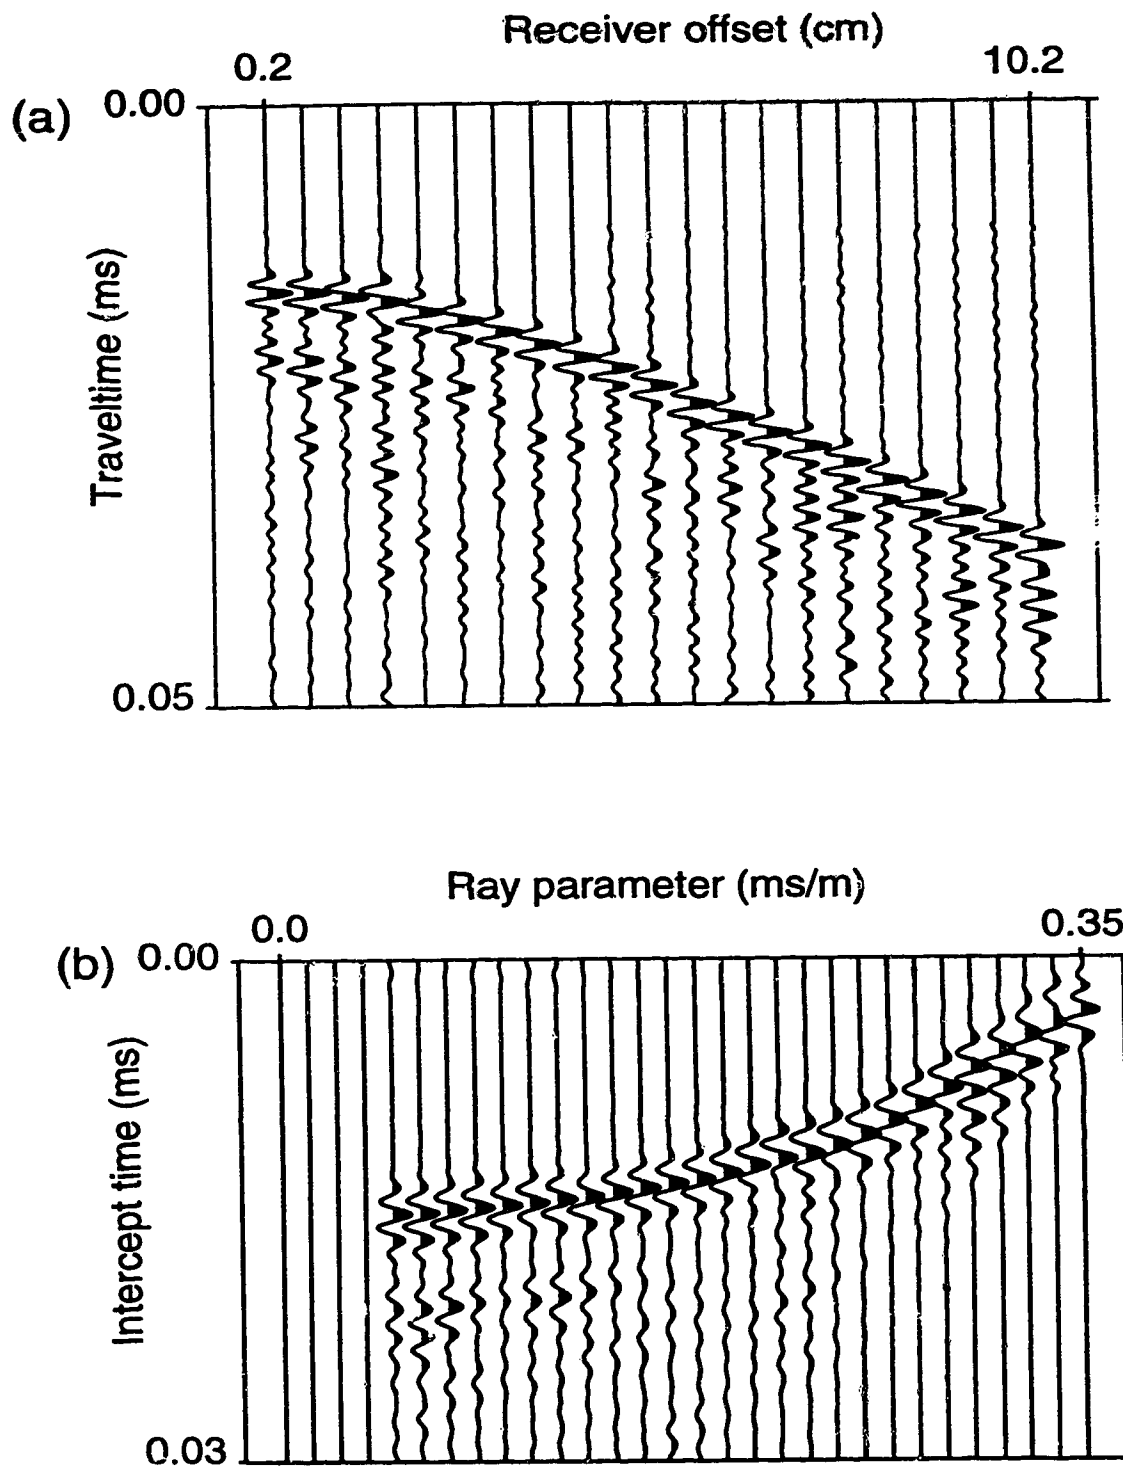 Receiver offset (cm)
0.2 10.2
(a) 0.00
Traveltime (ms)
0.05
Ray parameter (ms/m)
0.0 0.35
(b) 0.00
Intercept time (ms)
0.03